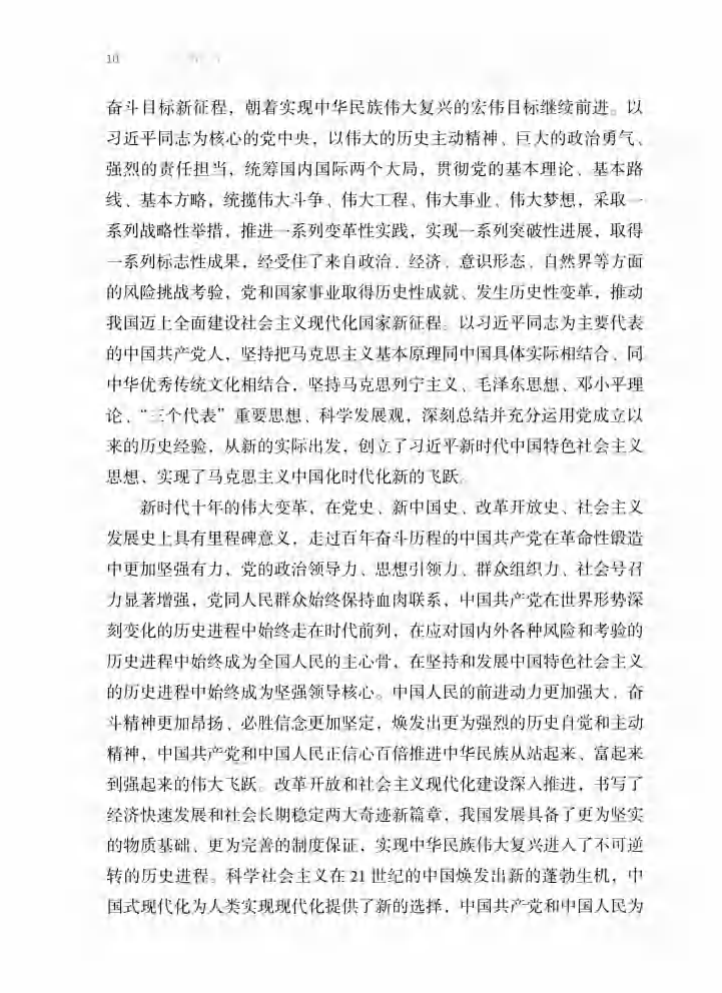 10
奋斗目标新征程，朝着实现中华民族伟大复兴的宏伟目标继续前进。以
习近平同志为核心的党中央，以伟大的历史主动精神、巨大的政治勇气、
强烈的责任担当，统筹国内国际两个大局，贯彻党的基本理论、基本路
线、基本方略，统揽伟大斗争、伟大工程、伟大事业、伟大梦想，采取一
系列战略性举措，推进一系列变革性实践，实现一系列突破性进展，取得
一系列标志性成果，经受住了来自政治、经济、意识形态、自然界等方面
的风险挑战考验，党和国家事业取得历史性成就、发生历史性变革，推动
我国迈上全面建设社会主义现代化国家新征程。以习近平同志为主要代表
的中国共产党人，坚持把马克思主义基本原理同中国具体实际相结合、同
中华优秀传统文化相结合，坚持马克思列宁主义、毛泽东思想、邓小平理
论、“三个代表”重要思想、科学发展观，深刻总结并充分运用党成立以
来的历史经验，从新的实际出发，创立了习近平新时代中国特色社会主义
思想，实现了马克思主义中国化时代化新的飞跃。
新时代十年的伟大变革，在党史、新中国史、改革开放史、社会主义
发展史上具有里程碑意义，走过百年奋斗历程的中国共产党在革命性锻造
中更加坚强有力，党的政治领导力、思想引领力、群众组织力、社会号召
力显著增强，党同人民群众始终保持血肉联系，中国共产党在世界形势深
刻变化的历史进程中始终走在时代前列，在应对国内外各种风险和考验的
历史进程中始终成为全国人民的主心骨，在坚持和发展中国特色社会主义
的历史进程中始终成为坚强领导核心。中国人民的前进动力更加强大、奋
斗精神更加昂扬、必胜信念更加坚定，焕发出更为强烈的历史自觉和主动
精神，中国共产党和中国人民正信心百倍推进中华民族从站起来、富起来
到强起来的伟大飞跃。改革开放和社会主义现代化建设深入推进，书写了
经济快速发展和社会长期稳定两大奇迹新篇章，我国发展具备了更为坚实
的物质基础、更为完善的制度保证，实现中华民族伟大复兴进入了不可逆
转的历史进程。科学社会主义在21世纪的中国焕发出新的蓬勃生机，中
国式现代化为人类实现现代化提供了新的选择，中国共产党和中国人民为